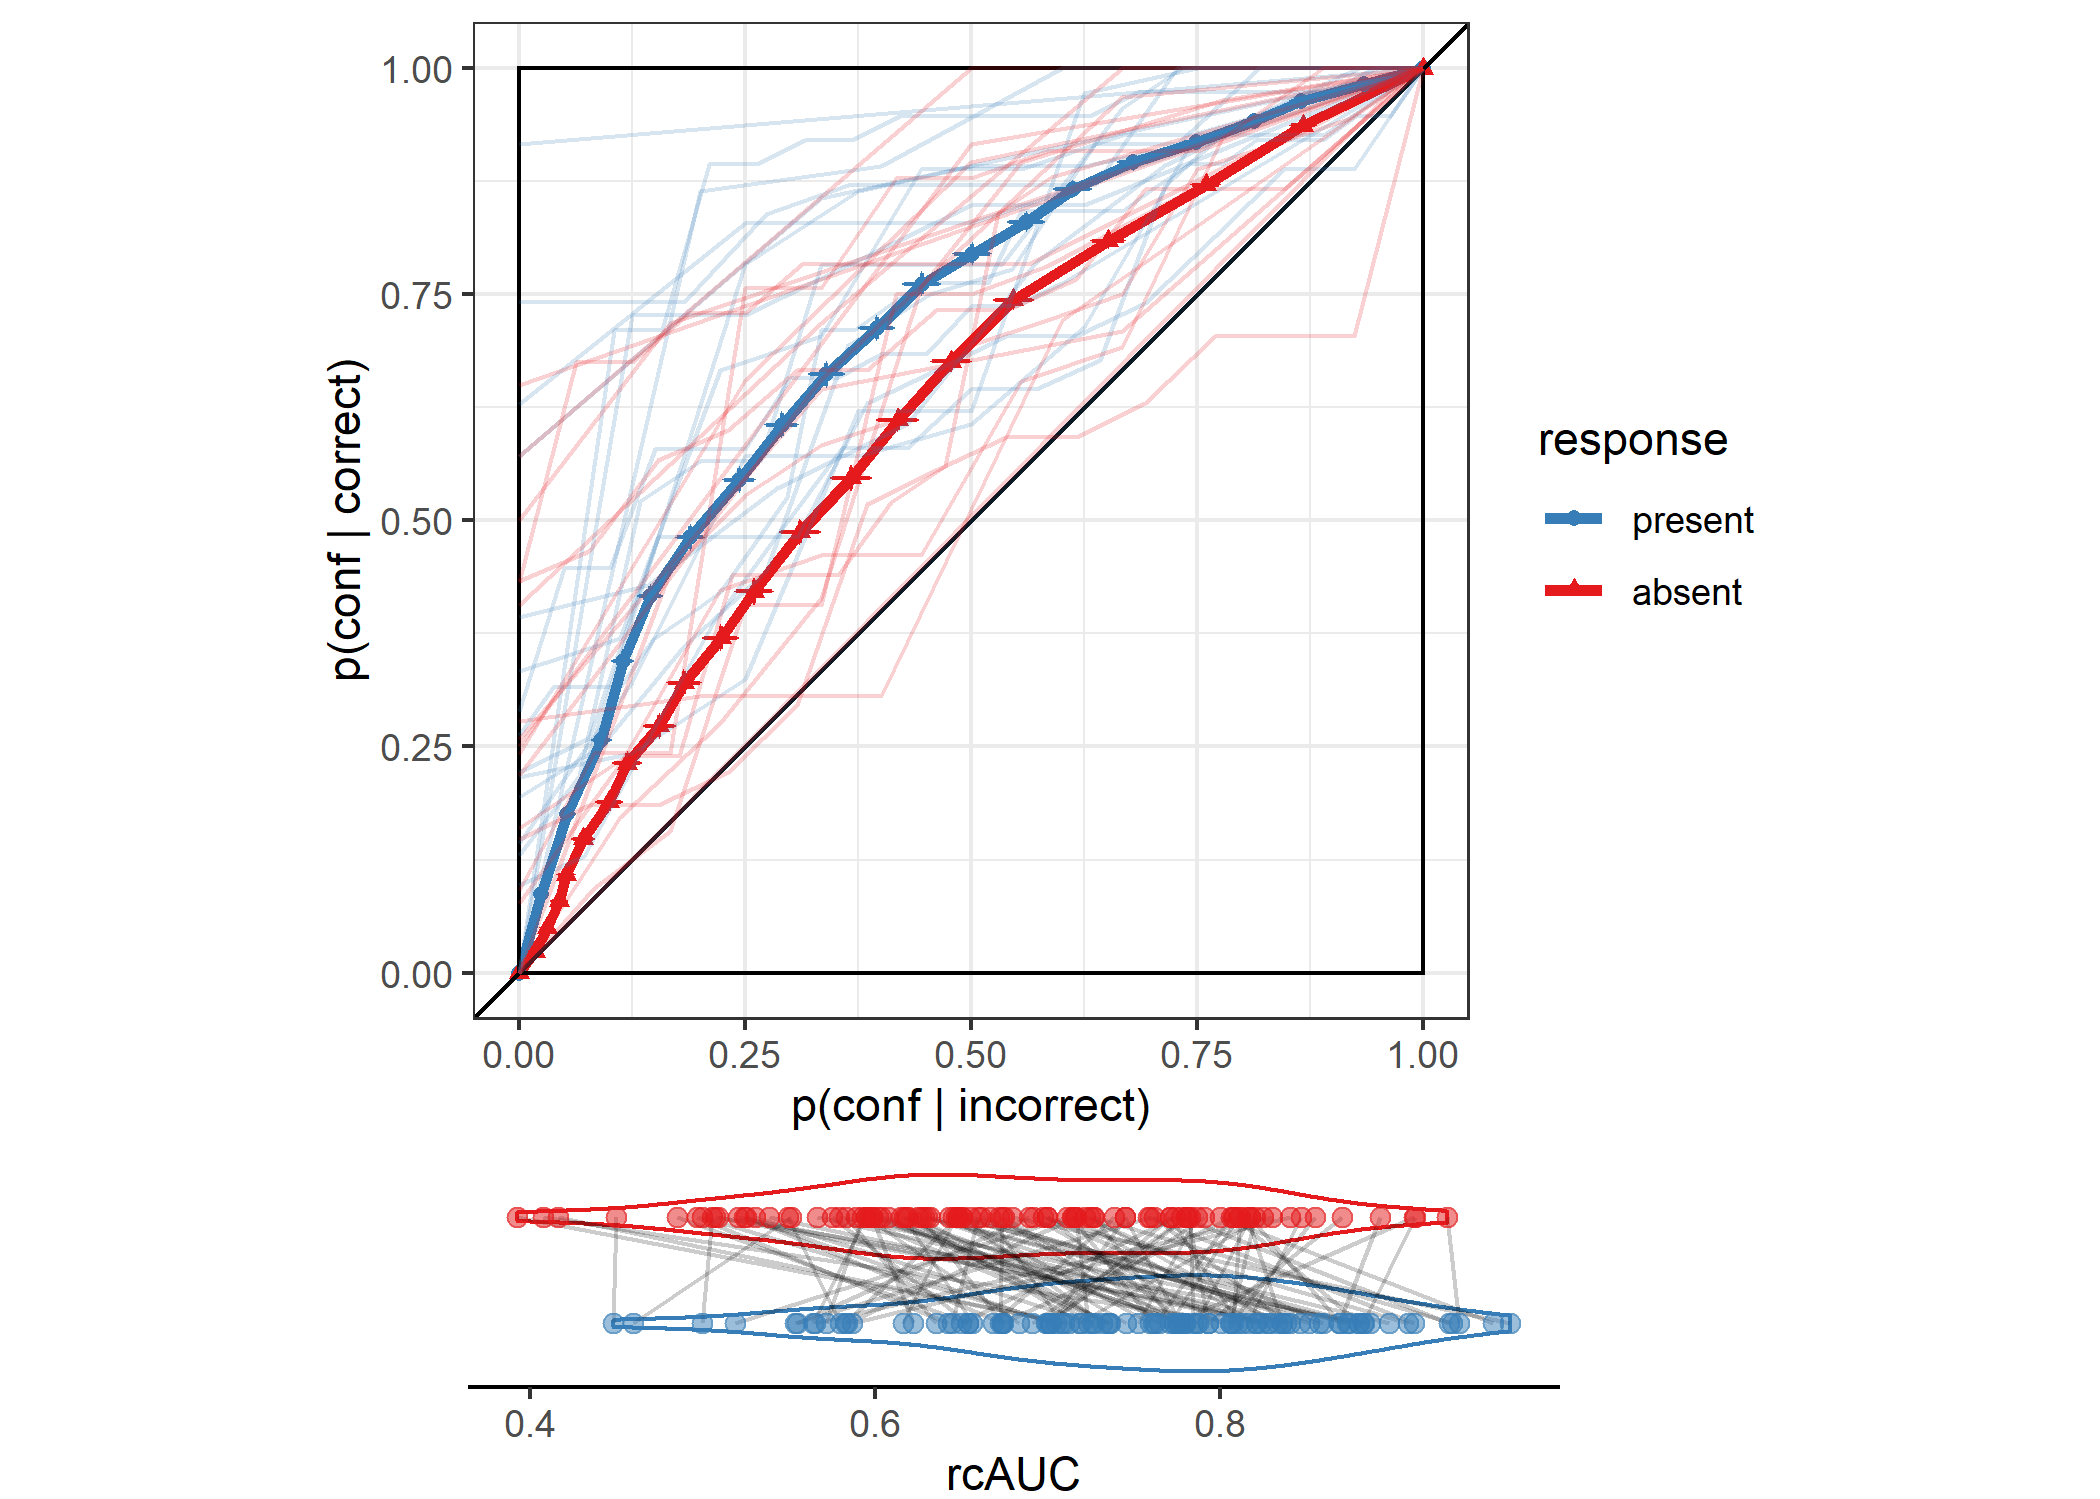 1.00
0.75
0.50
0.25
0.00
p(conf | correct)
0.00 0.25 0.50 0.75 1.00
p(conf | incorrect)
response
present
absent
0.4 0.6 0.8
rcAUC